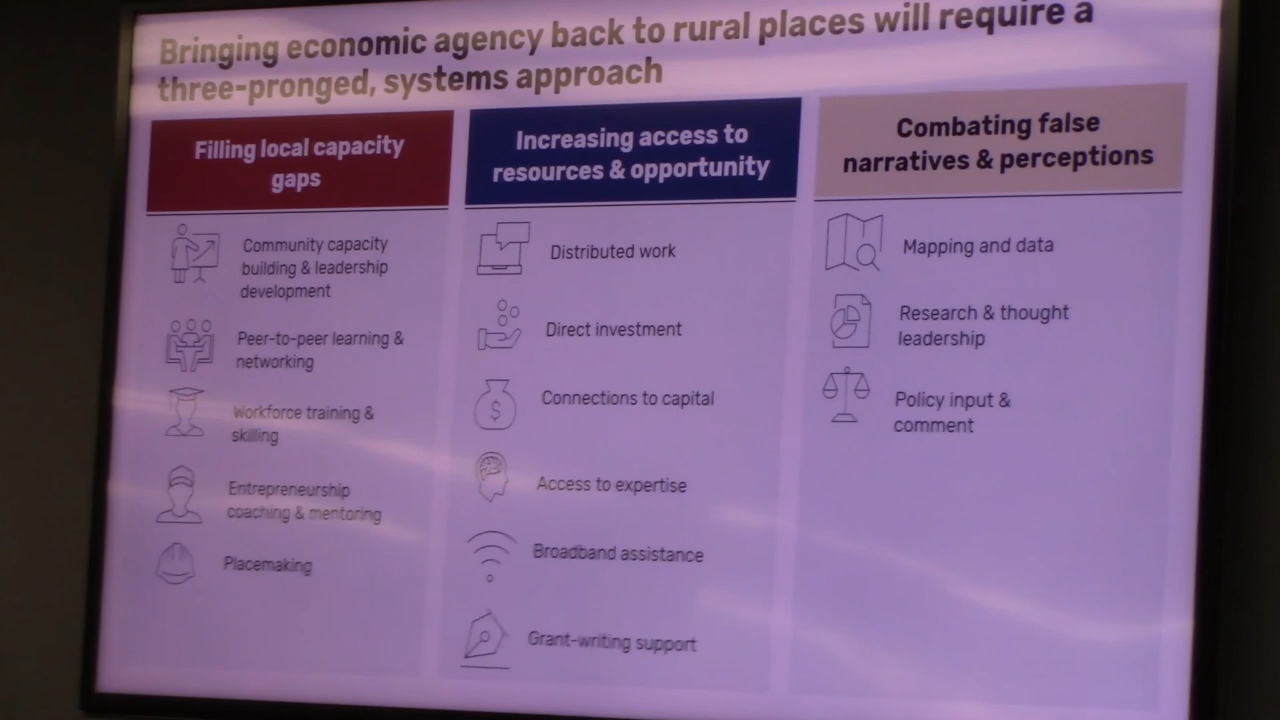 Bringing economic agency back to rural places will require a
three-pronged, systems approach
Filling local capacity
gaps
Community capacity
building & leadership
development
Peer-to-peer learning &
networking
Workforce training &
skilling
Entrepreneurship
coaching & mentoring
Placemaking
Increasing access to
resources & opportunity
Distributed work
Direct investment
$
Connections to capital
Access to expertise
Broadband assistance
Grant-writing support
Combating false
narratives & perceptions
Mapping and data
Research & thought
leadership
Policy input &
comment